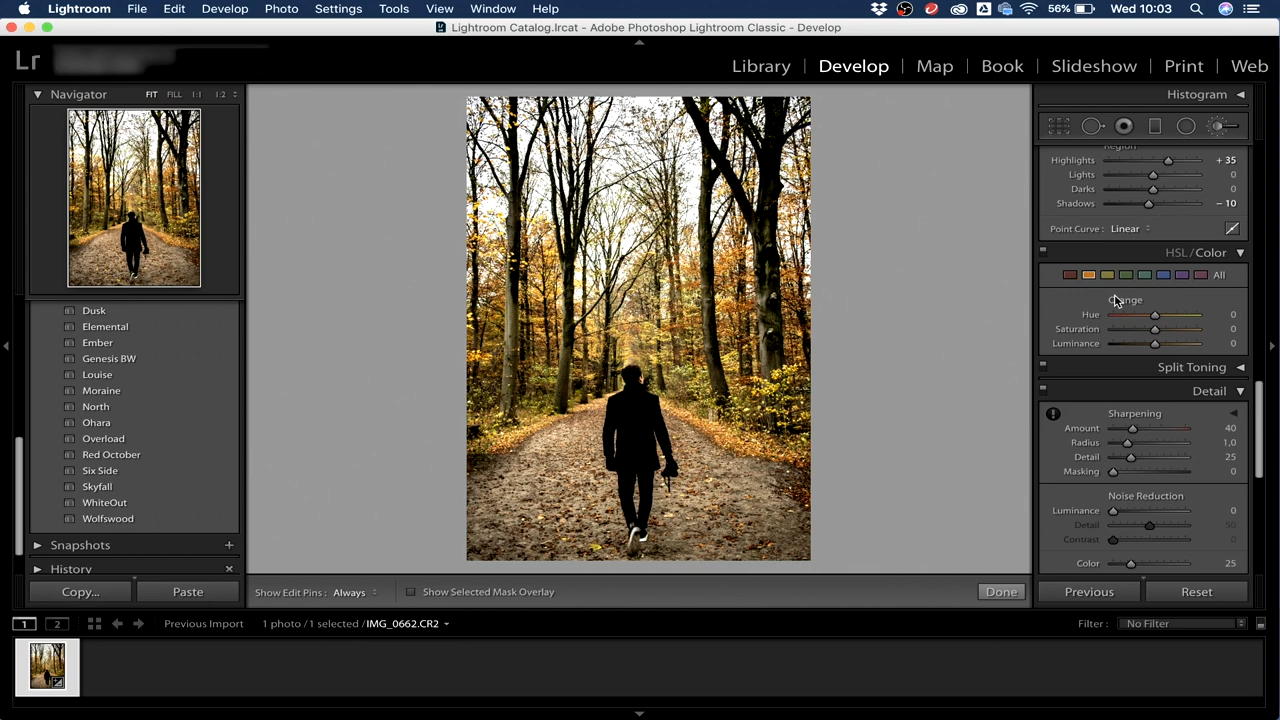 Lightroom File Edit Develop Photo Settings Tools View Window Help 56% Wed 10:03
Lightroom Catalog.lrcat - Adobe Photoshop Lightroom Classic - Develop
Lr
Library | Develop | Map | Book | Slideshow | Print | Web
Navigator FIT FILL 1:1 1:2
Dusk
Elemental
Ember
Genesis BW
Louise
Moraine
North
Ohara
Overload
Red October
Six Side
Skyfall
WhiteOut
Wolfswood
Snapshots +
History ×
Copy... Paste
Show Edit Pins : Always Show Selected Mask Overlay Done
Histogram
Region
Highlights + 35
Lights 0
Darks 0
Shadows − 10
Point Curve : Linear
HSL / Color
All
Hue 0
Saturation 0
Luminance 0
Split Toning
Detail
Sharpening
Amount 40
Radius 1,0
Detail 25
Masking 0
Noise Reduction
Luminance 0
Detail 50
Contrast 0
Color 25
Previous Reset
1 2 Previous Import 1 photo / 1 selected / IMG_0662.CR2 Filter : No Filter